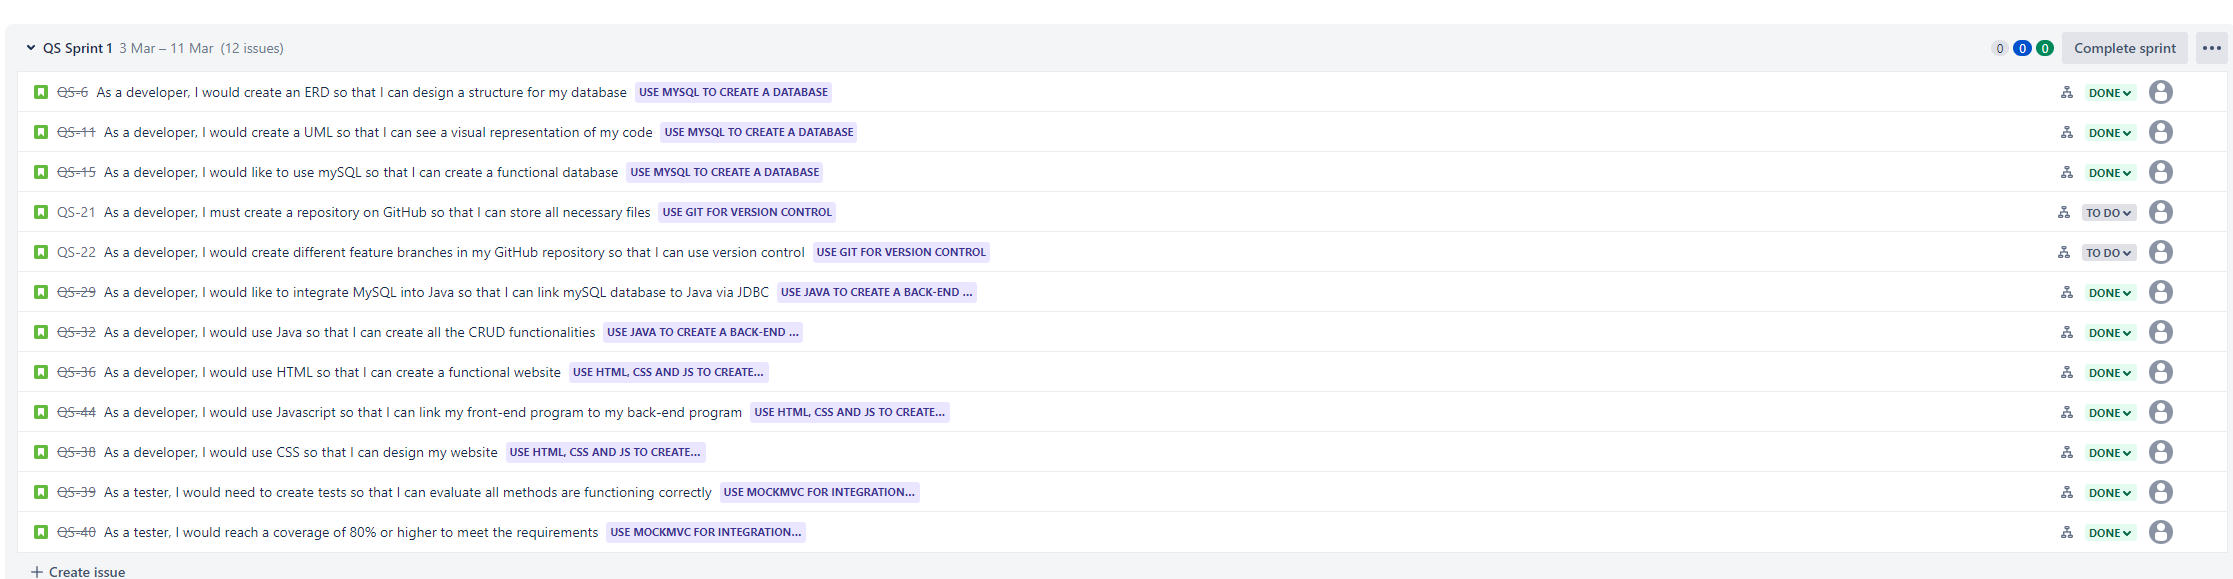 QS Sprint 1 3 Mar – 11 Mar (12 issues) 0 0 0 Complete sprint
QS-6 As a developer, I would create an ERD so that I can design a structure for my database USE MYSQL TO CREATE A DATABASE DONE
QS-11 As a developer, I would create a UML so that I can see a visual representation of my code USE MYSQL TO CREATE A DATABASE DONE
QS-15 As a developer, I would like to use mySQL so that I can create a functional database USE MYSQL TO CREATE A DATABASE DONE
QS-21 As a developer, I must create a repository on GitHub so that I can store all necessary files USE GIT FOR VERSION CONTROL TO DO
QS-22 As a developer, I would create different feature branches in my GitHub repository so that I can use version control USE GIT FOR VERSION CONTROL TO DO
QS-29 As a developer, I would like to integrate MySQL into Java so that I can link mySQL database to Java via JDBC USE JAVA TO CREATE A BACK-END ... DONE
QS-32 As a developer, I would use Java so that I can create all the CRUD functionalities USE JAVA TO CREATE A BACK-END ... DONE
QS-36 As a developer, I would use HTML so that I can create a functional website USE HTML, CSS AND JS TO CREATE... DONE
QS-44 As a developer, I would use Javascript so that I can link my front-end program to my back-end program USE HTML, CSS AND JS TO CREATE... DONE
QS-38 As a developer, I would use CSS so that I can design my website USE HTML, CSS AND JS TO CREATE... DONE
QS-39 As a tester, I would need to create tests so that I can evaluate all methods are functioning correctly USE MOCKMVC FOR INTEGRATION... DONE
QS-40 As a tester, I would reach a coverage of 80% or higher to meet the requirements USE MOCKMVC FOR INTEGRATION... DONE
+ Create issue